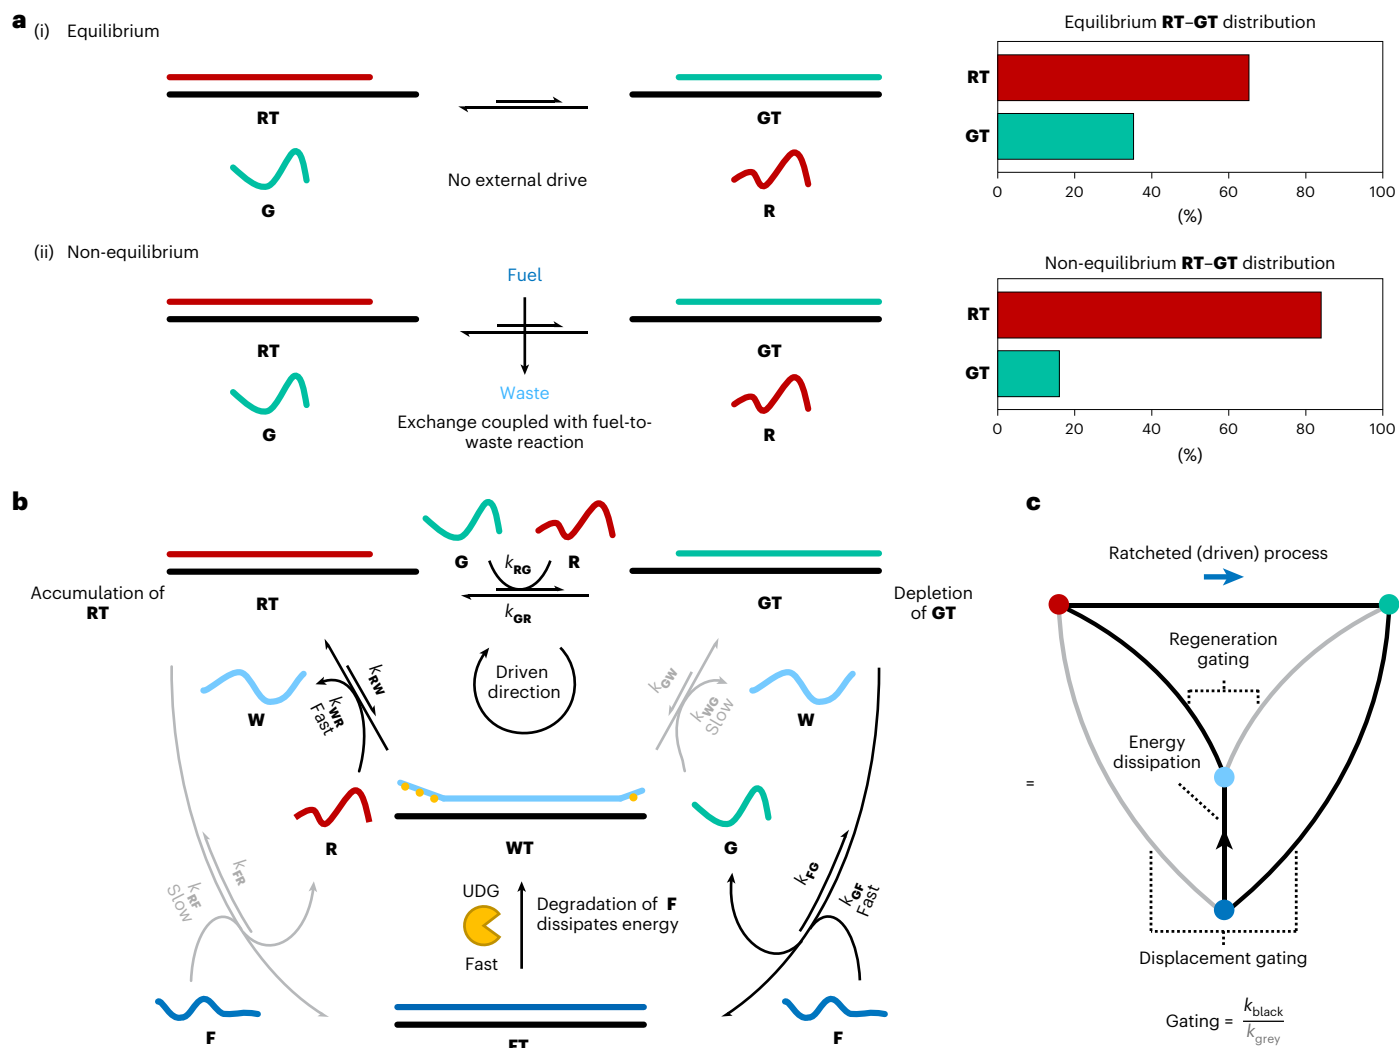 a
(i) Equilibrium
RT
G
No external drive
GT
R
Equilibrium RT–GT distribution
RT
GT
0 20 40 60 80 100
(%)
(ii) Non-equilibrium
Fuel
RT
G
Waste
Exchange coupled with fuel-to-
waste reaction
GT
R
Non-equilibrium RT–GT distribution
RT
GT
0 20 40 60 80 100
(%)
b
G
R
kRG
kGR
Accumulation of
RT
RT
GT
Depletion
of GT
Driven
direction
W
kRW
kWR
Fast
kGW
kWG
Slow
W
R
WT
G
kFR
kRF
Slow
UDG
Fast
Degradation of F
dissipates energy
kFG
kGF
Fast
F
FT
F
c
Ratcheted (driven) process
Regeneration
gating
Energy
dissipation
=
Displacement gating
Gating = kblack
kgrey